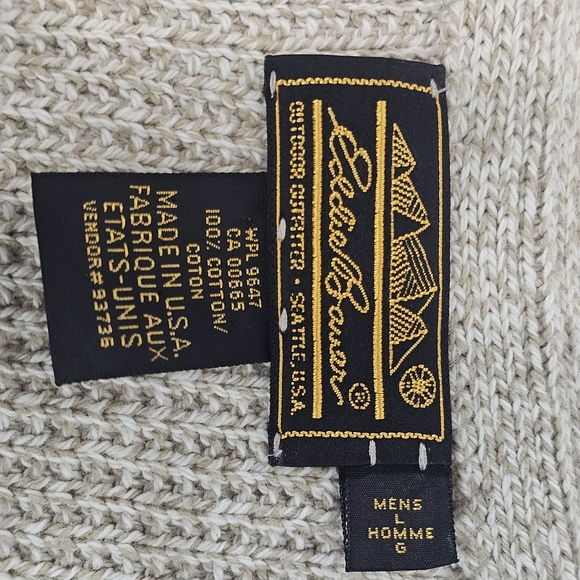 Eddie Bauer ®
OUTDOOR OUTFITTER · SEATTLE, U.S.A.
WPL 9647
CA 00665
100% COTTON/
COTON
MADE IN U.S.A.
FABRIQUE AUX
ETATS-UNIS
VENDOR# 93736
MENS
L
HOMME
G